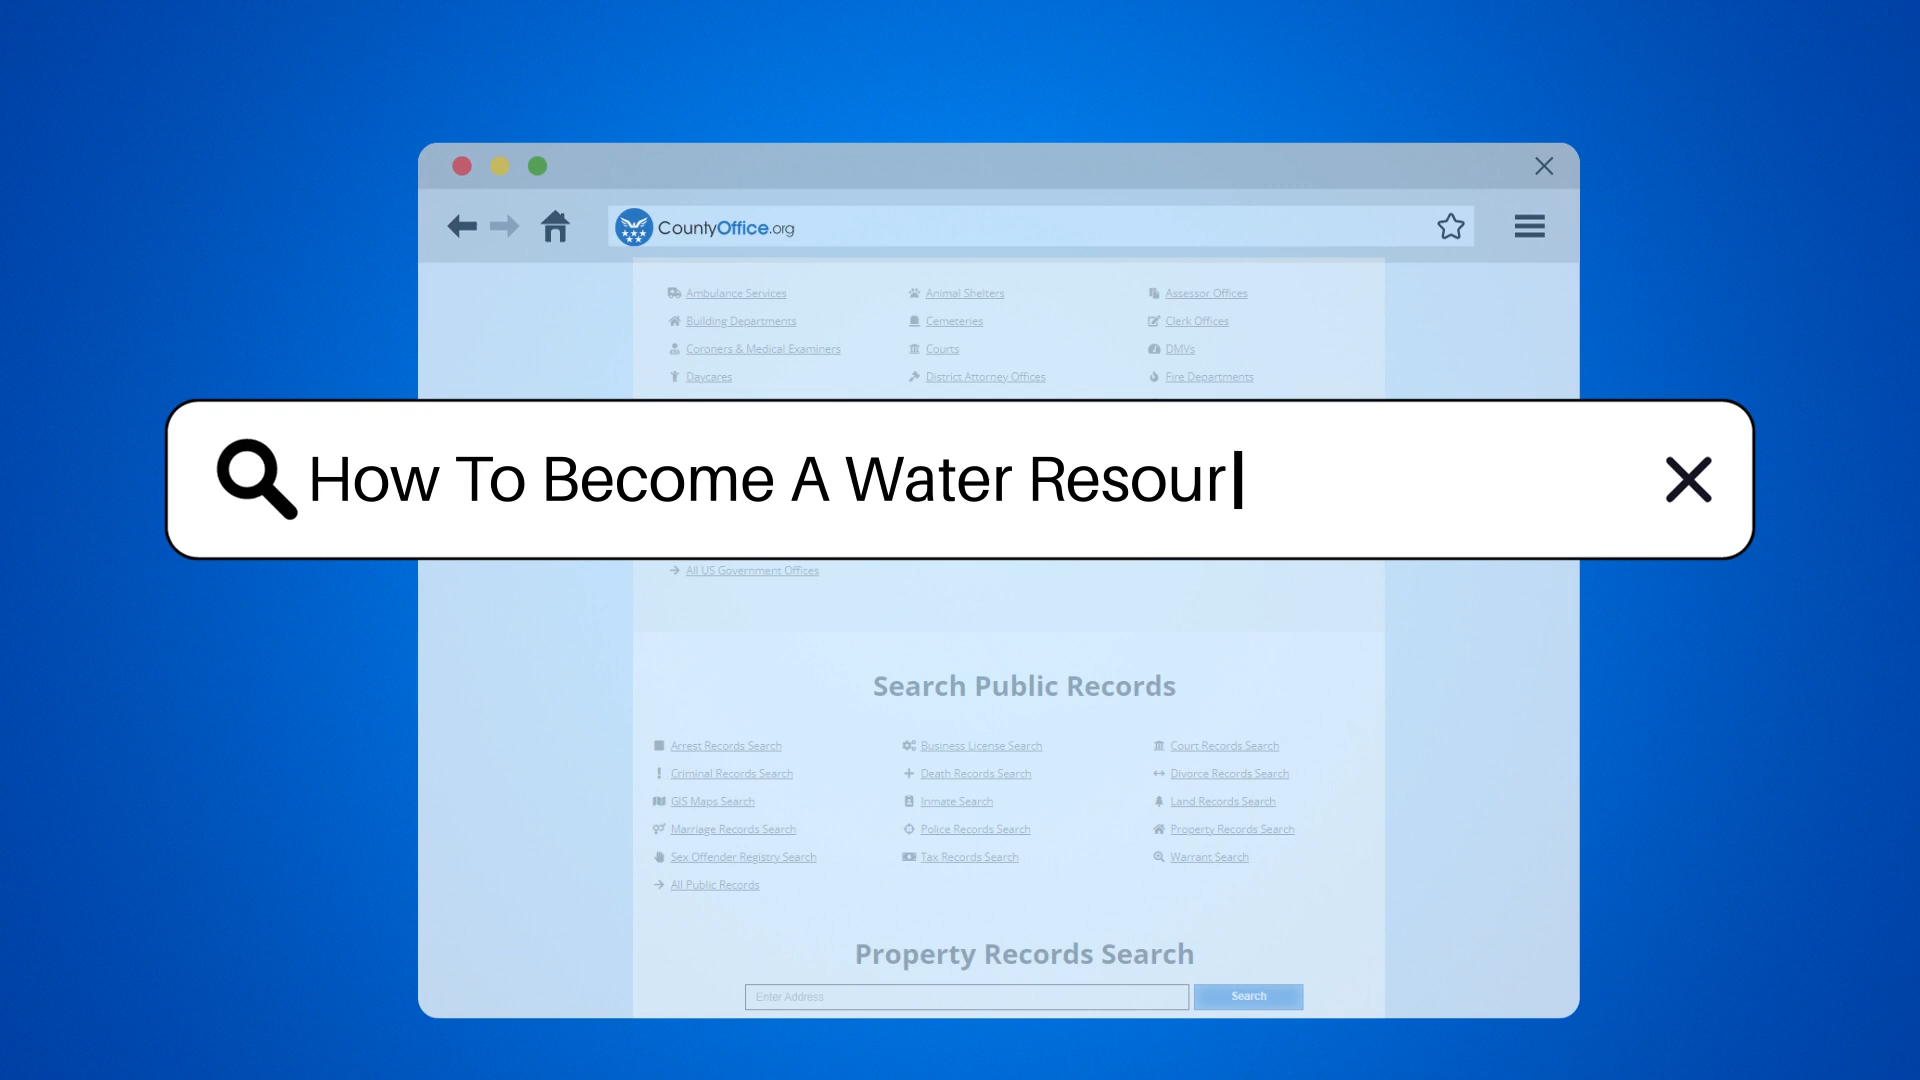 CountyOffice.org
Ambulance Services Animal Shelters Assessor Offices
Building Departments Cemeteries Clerk Offices
Coroners & Medical Examiners Courts DMVs
Daycares District Attorney Offices Fire Departments
How To Become A Water Resour
All US Government Offices
Search Public Records
Arrest Records Search Business License Search Court Records Search
Criminal Records Search Death Records Search Divorce Records Search
GIS Maps Search Inmate Search Land Records Search
Marriage Records Search Police Records Search Property Records Search
Sex Offender Registry Search Tax Records Search Warrant Search
All Public Records
Property Records Search
Enter Address Search